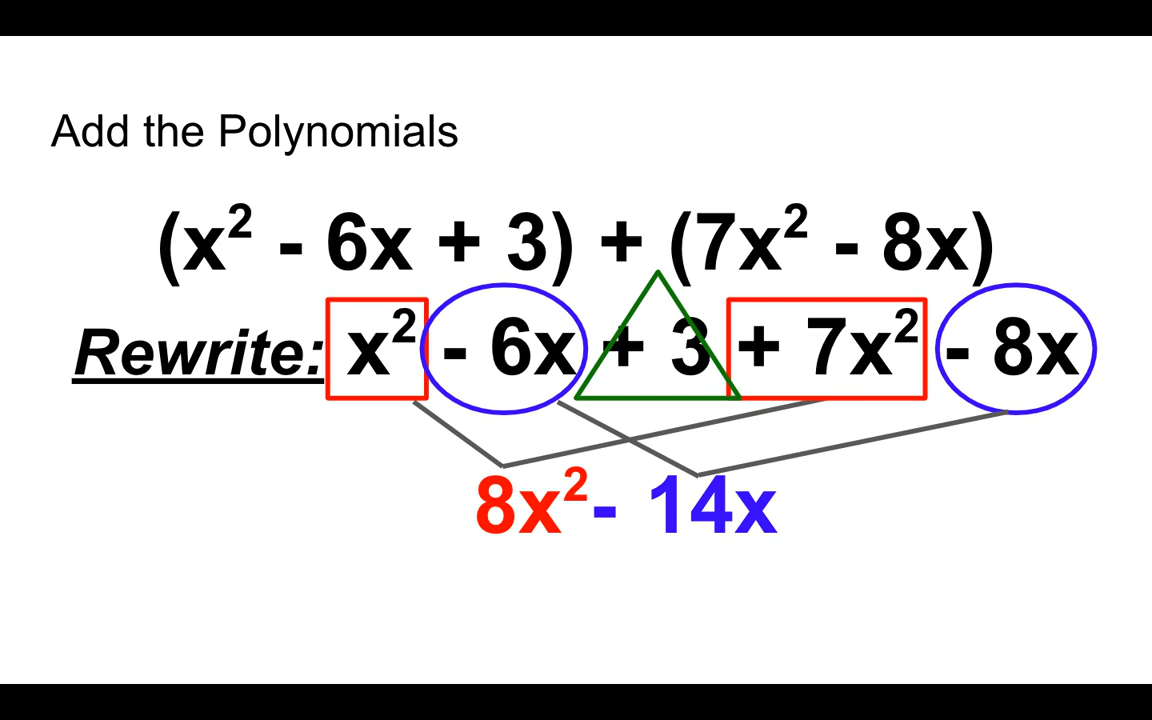 Add the Polynomials
(x² - 6x + 3) + (7x² - 8x)
Rewrite: x² - 6x + 3 + 7x² - 8x
8x² - 14x